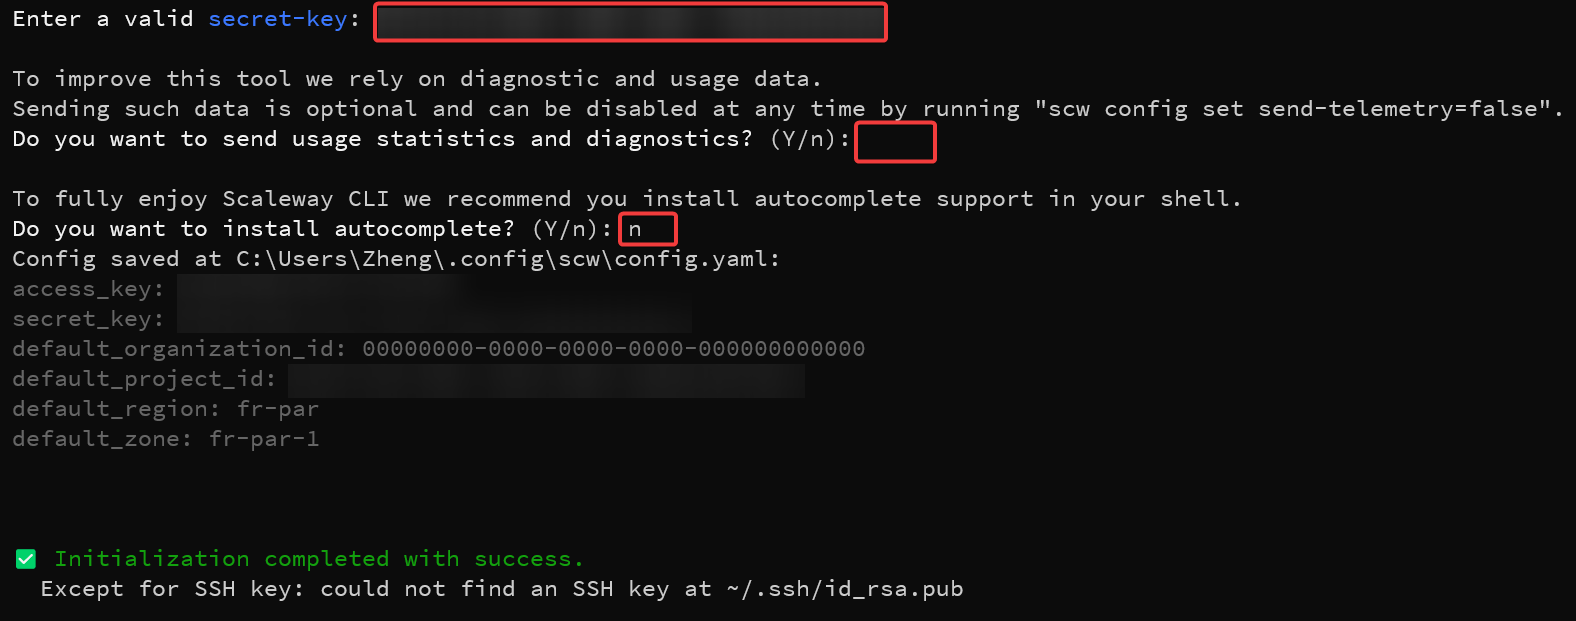 Enter a valid secret-key:
To improve this tool we rely on diagnostic and usage data.
Sending such data is optional and can be disabled at any time by running "scw config set send-telemetry=false".
Do you want to send usage statistics and diagnostics? (Y/n):
To fully enjoy Scaleway CLI we recommend you install autocomplete support in your shell.
Do you want to install autocomplete? (Y/n): n
Config saved at C:\Users\Zheng\.config\scw\config.yaml:
access_key:
secret_key:
default_organization_id: 00000000-0000-0000-0000-000000000000
default_project_id:
default_region: fr-par
default_zone: fr-par-1
✅ Initialization completed with success.
Except for SSH key: could not find an SSH key at ~/.ssh/id_rsa.pub